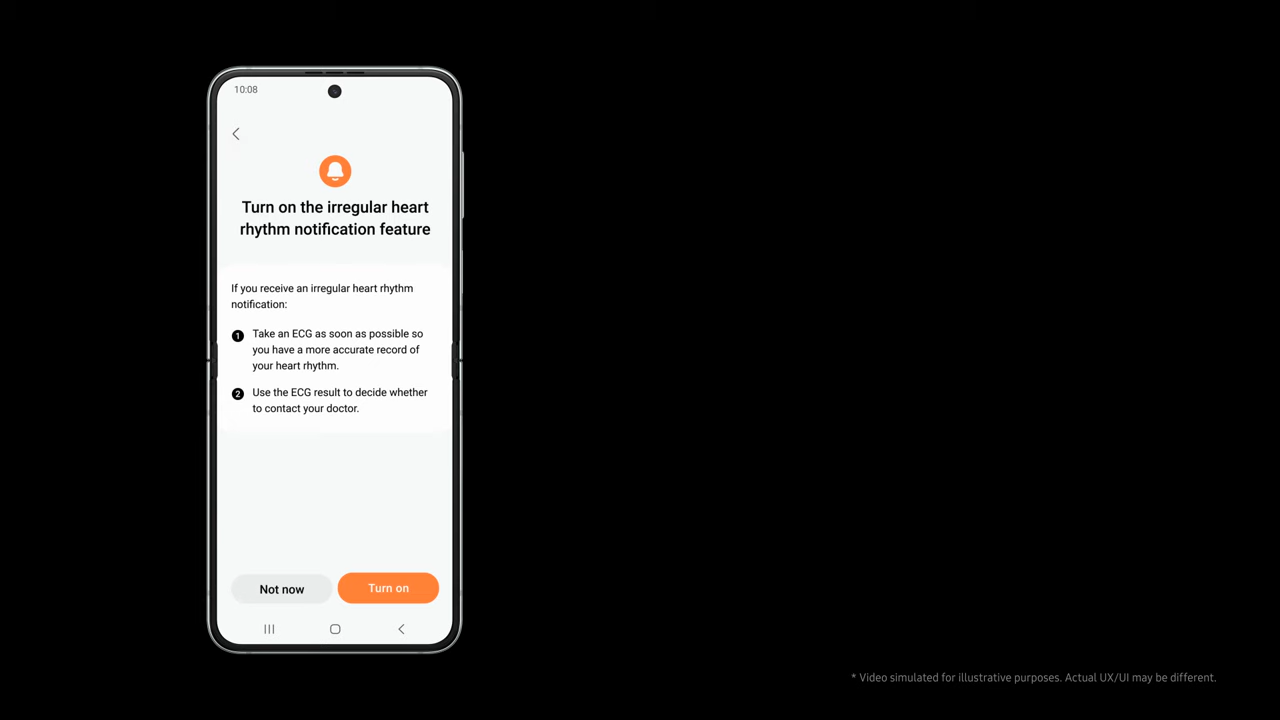 10:08
Turn on the irregular heart
rhythm notification feature
If you receive an irregular heart rhythm
notification:
1 Take an ECG as soon as possible so
you have a more accurate record of
your heart rhythm.
2 Use the ECG result to decide whether
to contact your doctor.
Not now
Turn on
* Video simulated for illustrative purposes. Actual UX/UI may be different.